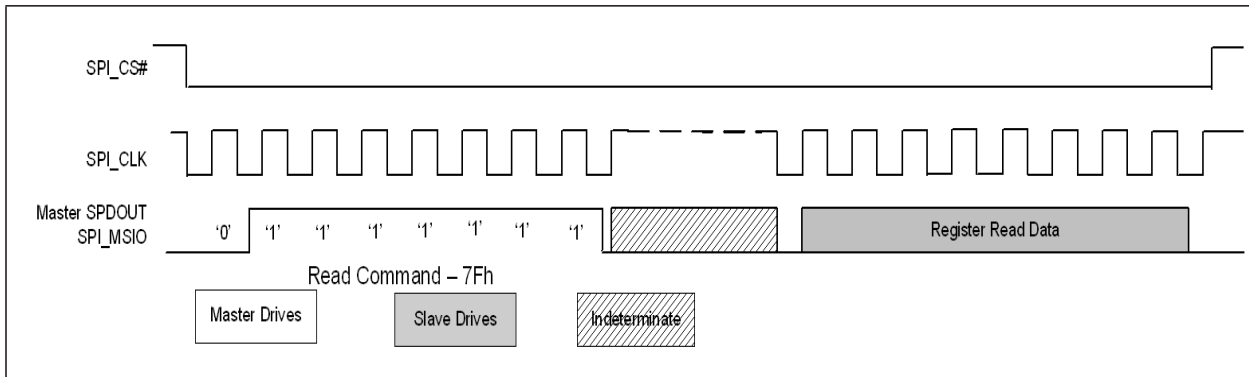 SPI_CS#
SPI_CLK
Master SPDOUT
SPI_MSIO
‘0’ ‘1’ ‘1’ ‘1’ ‘1’ ‘1’ ‘1’ ‘1’
Register Read Data
Read Command – 7Fh
Master Drives
Slave Drives
Indeterminate